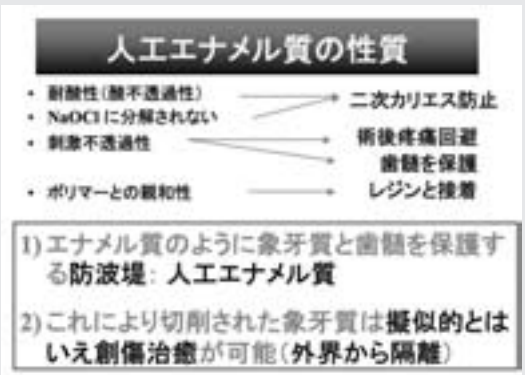 人工エナメル質の性質
• 耐酸性（酸不透過性）
• NaOCl に分解されない
• 刺激不透過性
• ポリマーとの親和性
二次カリエス防止
術後疼痛回避
歯髄を保護
レジンと接着
1) エナメル質のように象牙質と歯髄を保護す
る防波堤: 人工エナメル質
2) これにより切削された象牙質は擬似的とは
いえ創傷治癒が可能（外界から隔離）